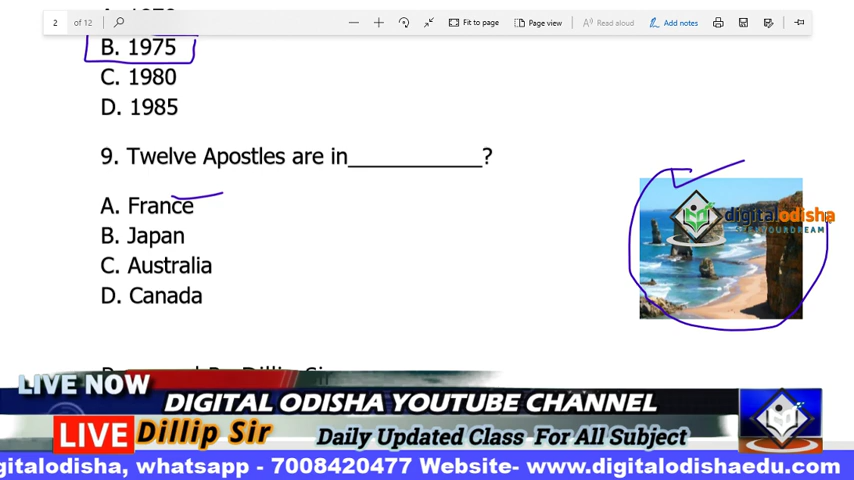 2 of 12
Fit to page
Page view
Read aloud
Add notes
B. 1975
C. 1980
D. 1985
9. Twelve Apostles are in____________?
A. France
B. Japan
C. Australia
D. Canada
digitalodisha
LIVE NOW
DIGITAL ODISHA YOUTUBE CHANNEL
LIVE Dillip Sir
Daily Updated Class For All Subject
gitalodisha, whatsapp - 7008420477 Website- www.digitalodishaedu.com